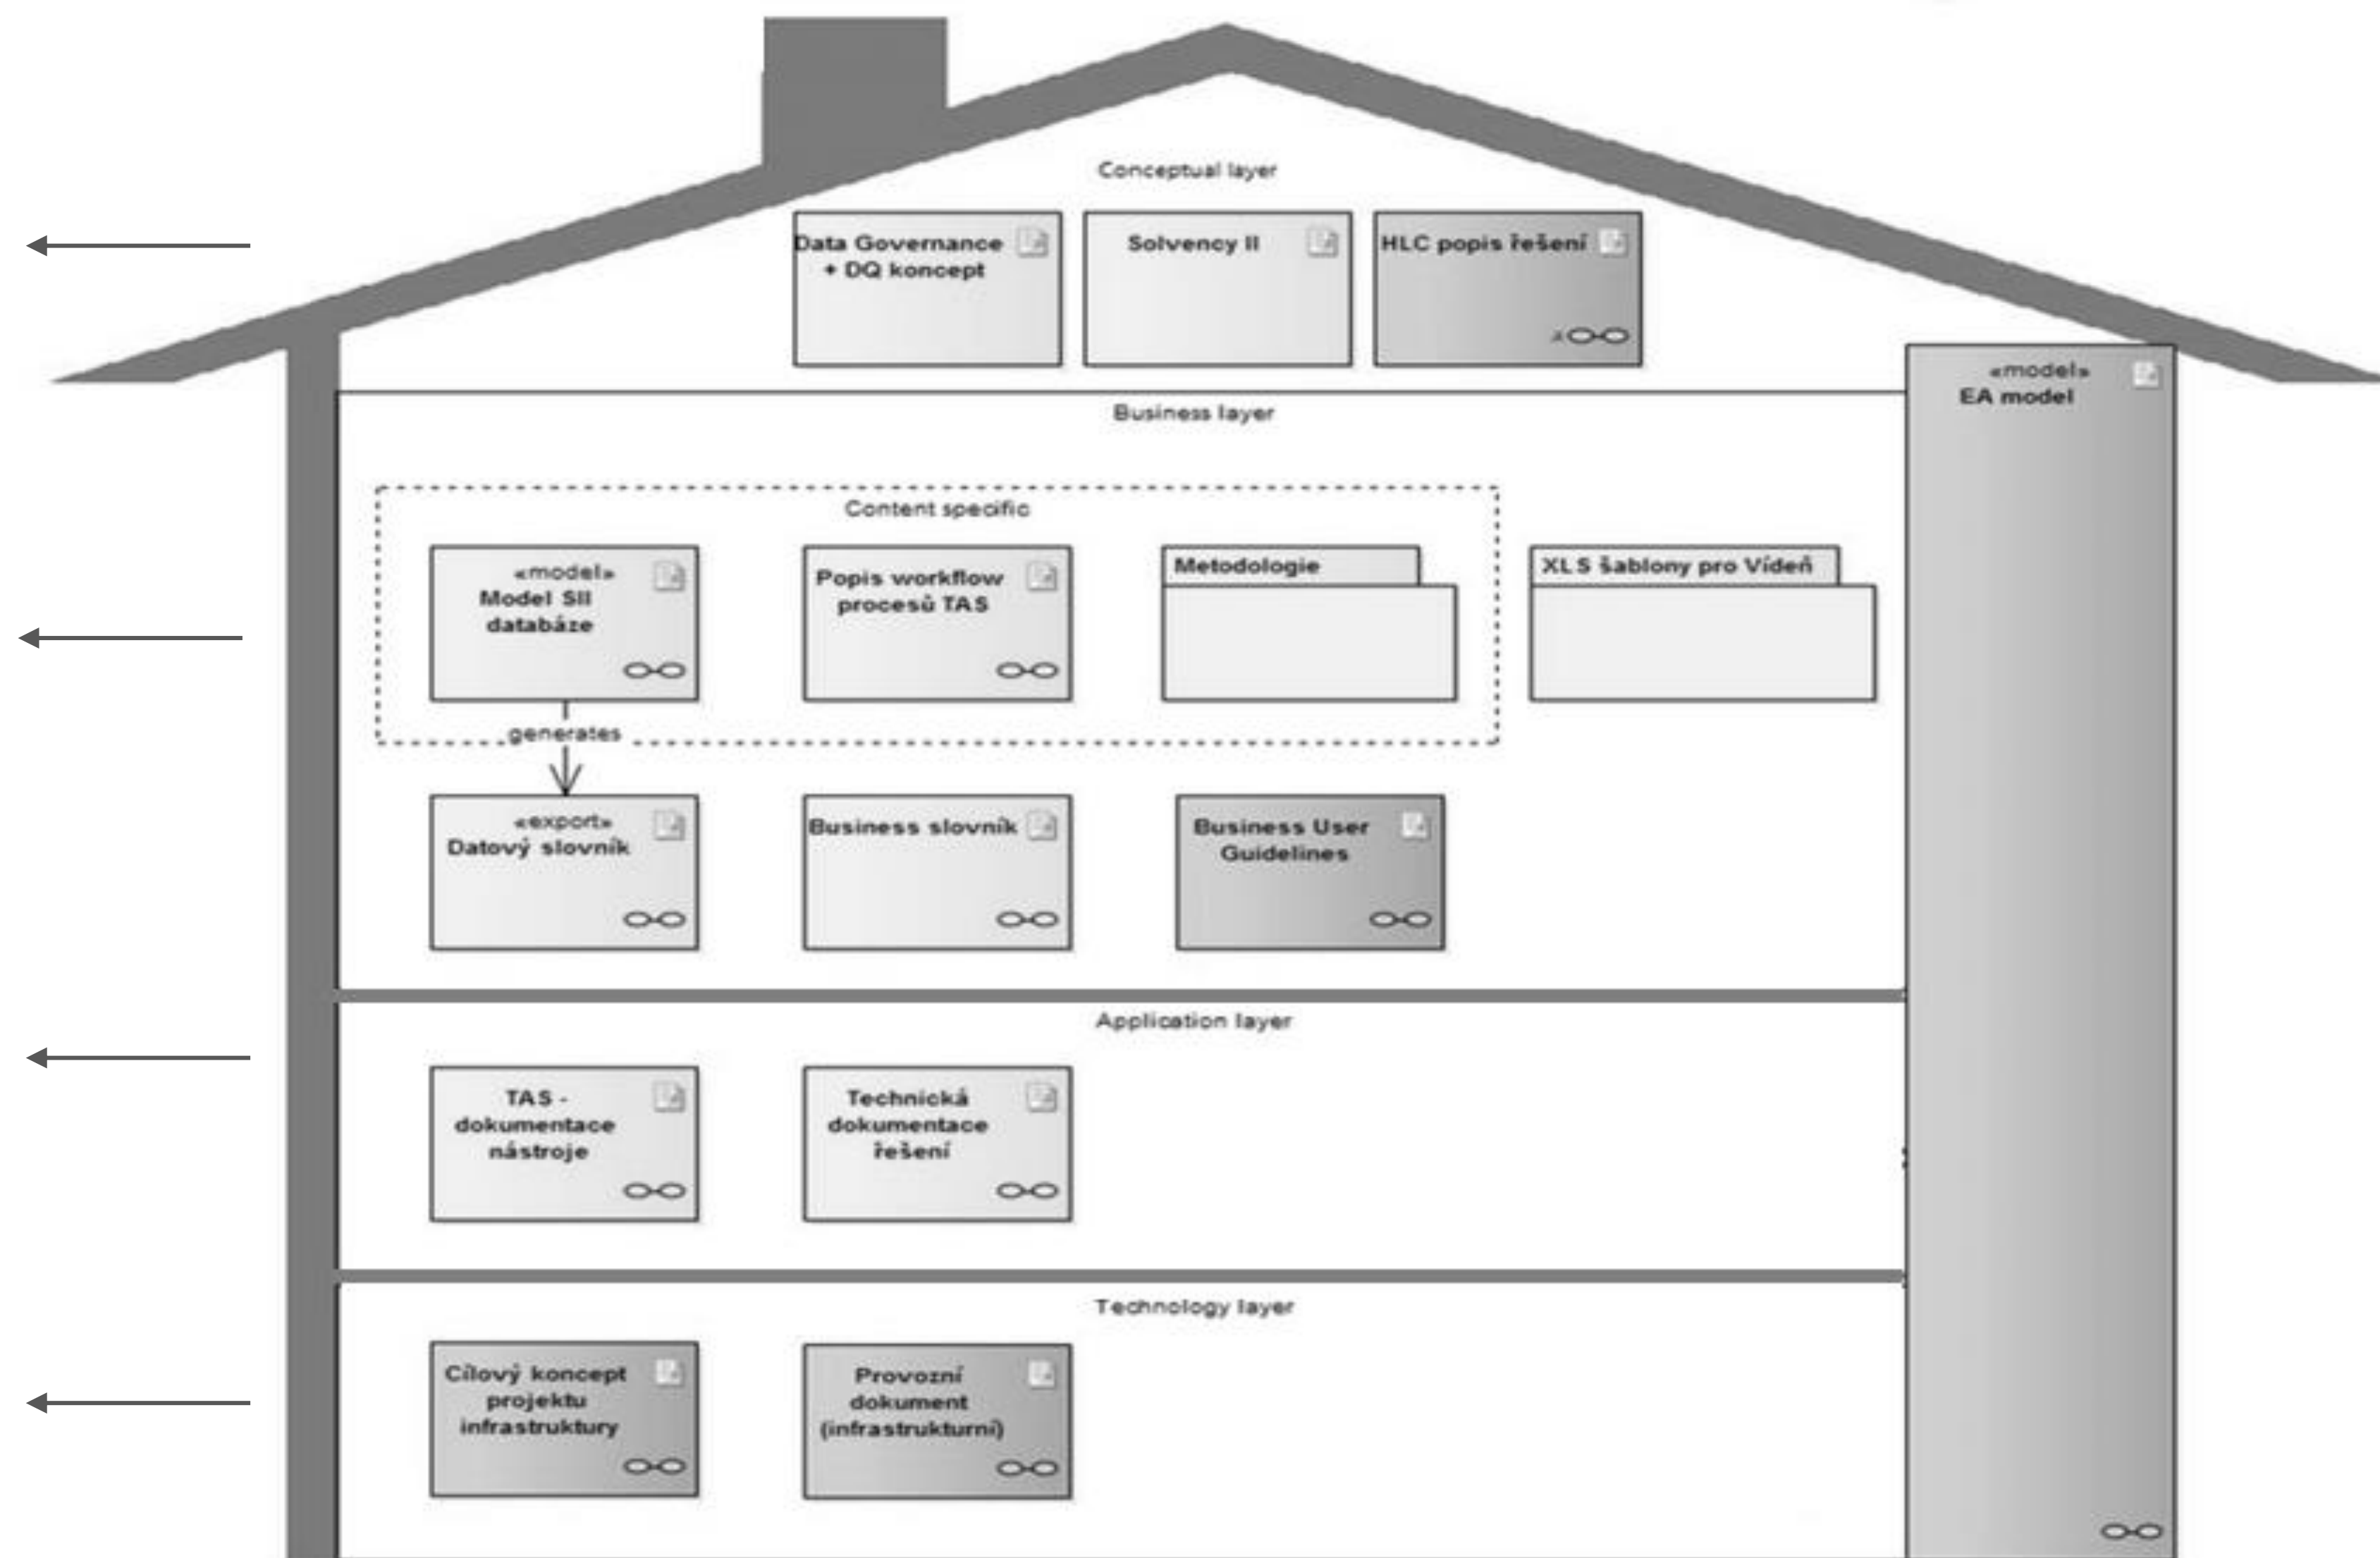 Conceptual layer
Data Governance
+ DQ koncept
Solvency II
HLC popis řešení
«model»
EA model
Business layer
Content specific
«model»
Model SII
databáze
Popis workflow
procesů TAS
Metodologie
XLS šablony pro Vídeň
generates
«export»
Datový slovník
Business slovník
Business User
Guidelines
Application layer
TAS -
dokumentace
nástroje
Technická
dokumentace
řešení
Technology layer
Cílový koncept
projektu
infrastruktury
Provozní
dokument
(infrastrukturní)